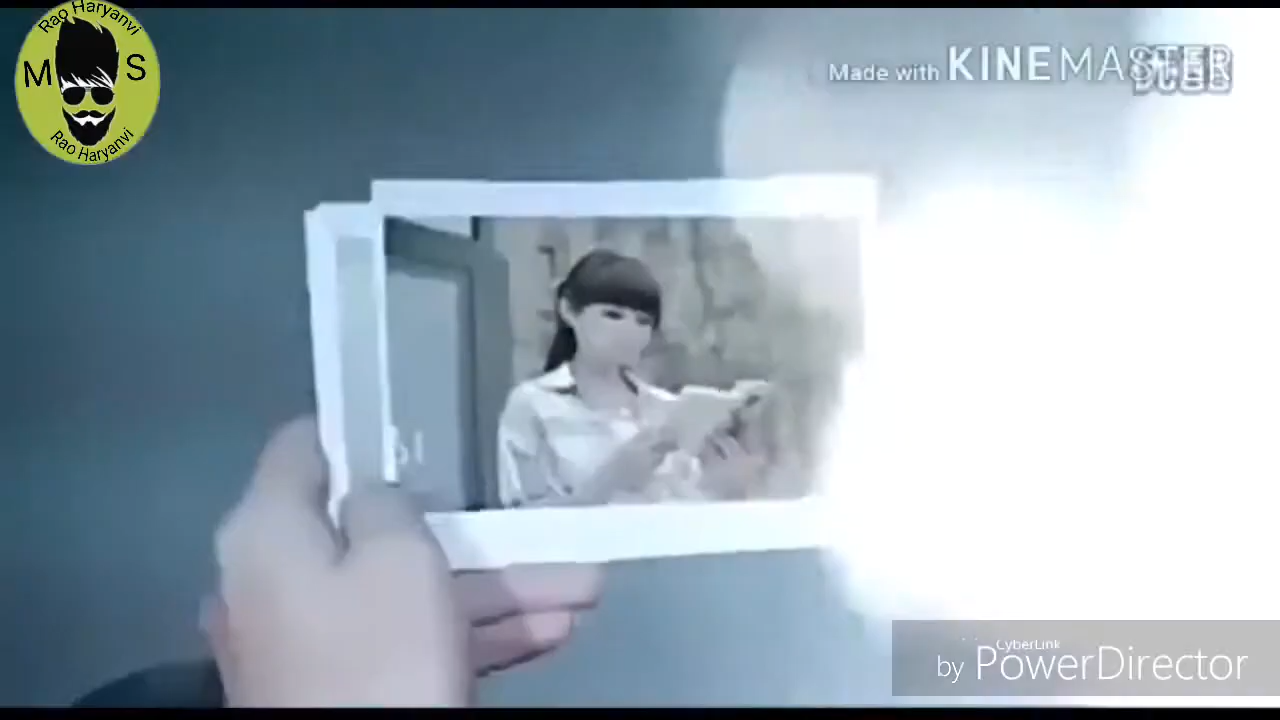 Rao Haryanvi
M S
Rao Haryanvi
Made with KINEMASTER
CyberLink
by PowerDirector